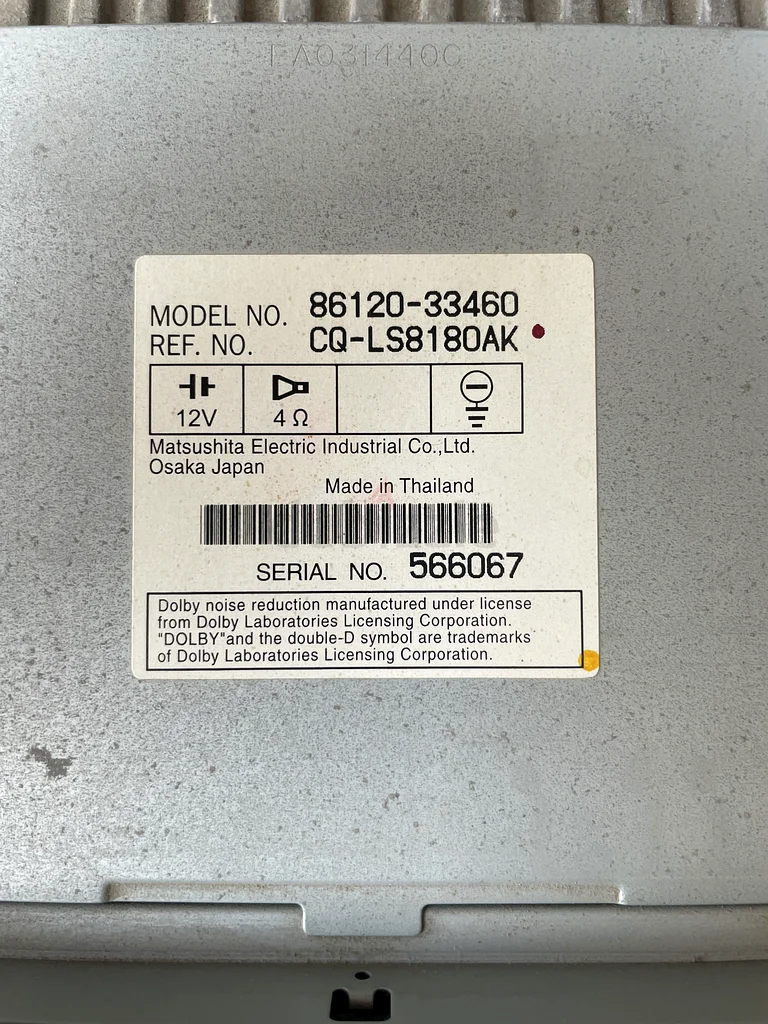 FA031440C
MODEL NO. 86120-33460
REF. NO. CQ-LS8180AK
12V 4 Ω
Matsushita Electric Industrial Co.,Ltd.
Osaka Japan
Made in Thailand
SERIAL NO. 566067
Dolby noise reduction manufactured under license
from Dolby Laboratories Licensing Corporation.
"DOLBY"and the double-D symbol are trademarks
of Dolby Laboratories Licensing Corporation.